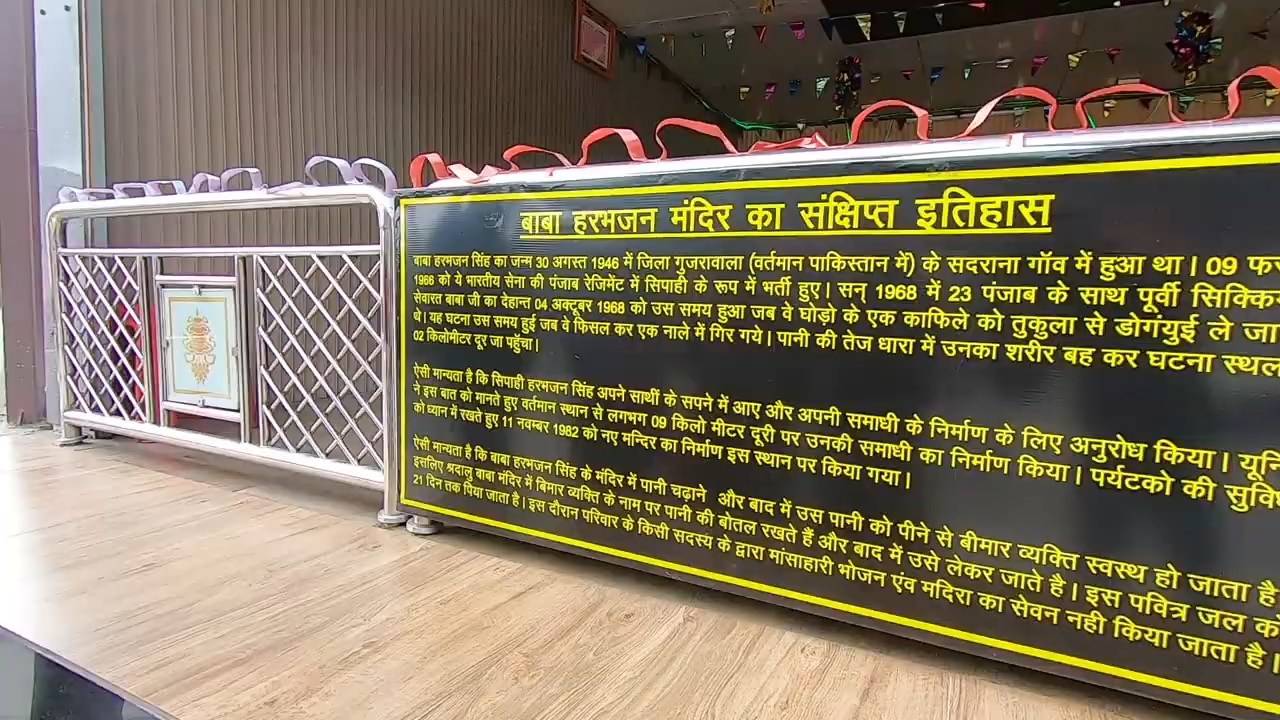 बाबा हरभजन मंदिर का संक्षिप्त इतिहास
बाबा हरभजन सिंह का जन्म 30 अगस्त 1946 में जिला गुजरावाला (वर्तमान पाकिस्तान में) के सदराना गॉव में हुआ था। 09
1966 को ये भारतीय सेना की पंजाब रेजिमेंट में सिपाही के रूप में भर्ती हुए। सन् 1968 में 23 पंजाब के साथ पूर्वी
सेवारत बाबा जी का देहान्त 04 अक्टूबर 1968 को उस समय हुआ जब वे घोड़ो के एक काफिले को तुकुला से डोगंयुई ले जा
थे। यह घटना उस समय हुई जब वे फिसल कर एक नाले में गिर गये। पानी की तेज धारा में उनका शरीर बह कर घटना स्थल
02 किलोमीटर दूर जा पहुँचा।
ऐसी मान्यता है कि सिपाही हरभजन सिंह अपने साथीं के सपने में आए और अपनी समाधी के निर्माण के लिए अनुरोध किया।
ने इस बात को मानते हुए वर्तमान स्थान से लगभग 09 किलो मीटर दूरी पर उनकी समाधी का निर्माण किया। पर्यटको की
को ध्यान में रखते हुए 11 नवम्बर 1982 को नए मन्दिर का निर्माण इस स्थान पर किया गया।
ऐसी मान्यता है कि बाबा हरभजन सिंह के मंदिर में पानी चढ़ाने और बाद में उस पानी को पीने से बीमार व्यक्ति स्वस्थ हो जाता है
इसलिए श्रदालु बाबा मंदिर में बिमार व्यक्ति के नाम पर पानी की बोतल रखते हैं और बाद में उसे लेकर जाते है। इस पवित्र जल को
21 दिन तक पिया जाता है। इस दौरान परिवार के किसी सदस्य के द्वारा मांसाहारी भोजन एंव मदिरा का सेवन नही किया जाता है।